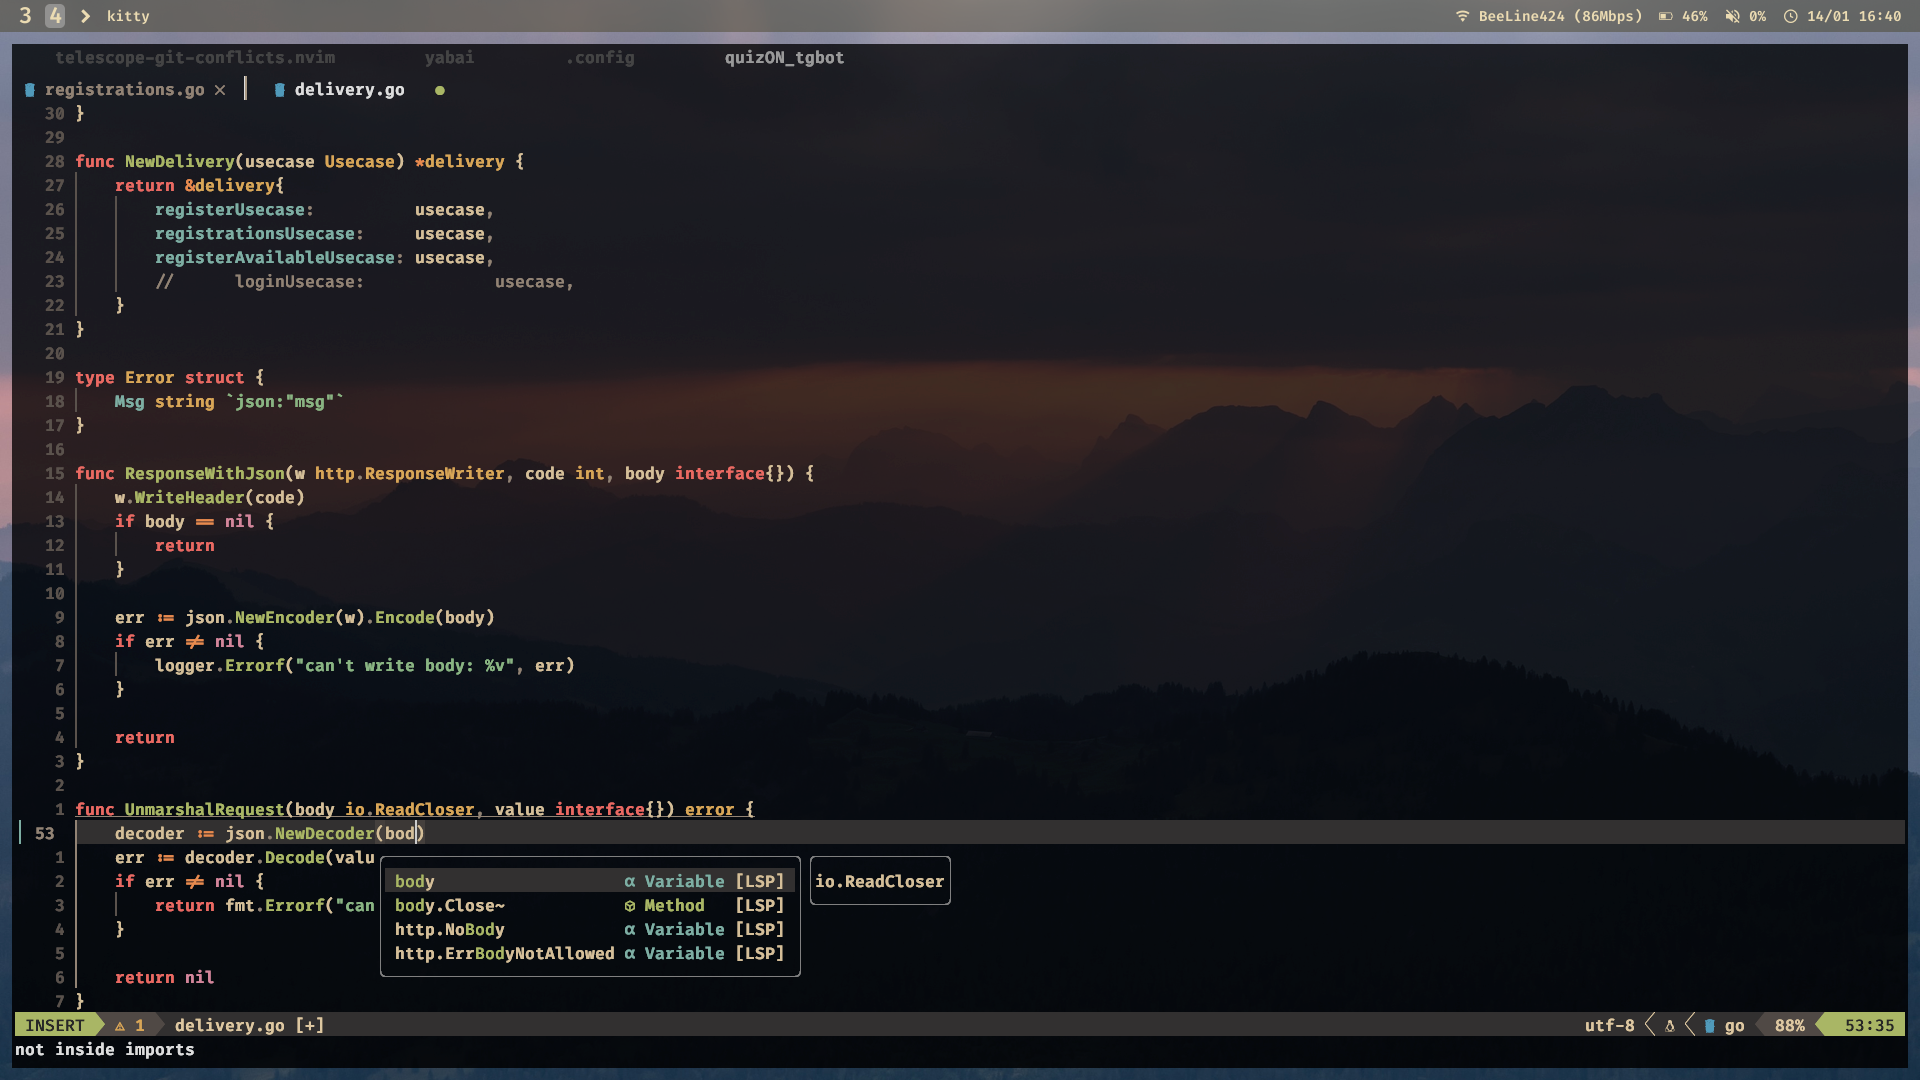 3 4 kitty BeeLine424 (86Mbps) 46% 0% 14/01 16:40
telescope-git-conflicts.nvim yabai .config quizON_tgbot
registrations.go × delivery.go ●
30 }
29
28 func NewDelivery(usecase Usecase) *delivery {
27 return &delivery{
26 registerUsecase: usecase,
25 registrationsUsecase: usecase,
24 registerAvailableUsecase: usecase,
23 // loginUsecase: usecase,
22 }
21 }
20
19 type Error struct {
18 Msg string `json:"msg"`
17 }
16
15 func ResponseWithJson(w http.ResponseWriter, code int, body interface{}) {
14 w.WriteHeader(code)
13 if body == nil {
12 return
11 }
10
9 err := json.NewEncoder(w).Encode(body)
8 if err != nil {
7 logger.Errorf("can't write body: %v", err)
6 }
5
4 return
3 }
2
1 func UnmarshalRequest(body io.ReadCloser, value interface{}) error {
53 decoder := json.NewDecoder(bod)
1 err := decoder.Decode(valu
2 if err != nil { body α Variable [LSP] io.ReadCloser
3 return fmt.Errorf("can body.Close~ Method [LSP]
4 } http.NoBody α Variable [LSP]
5 http.ErrBodyNotAllowed α Variable [LSP]
6 return nil
7 }
INSERT ⚠ 1 delivery.go [+] utf-8 go 88% 53:35
not inside imports